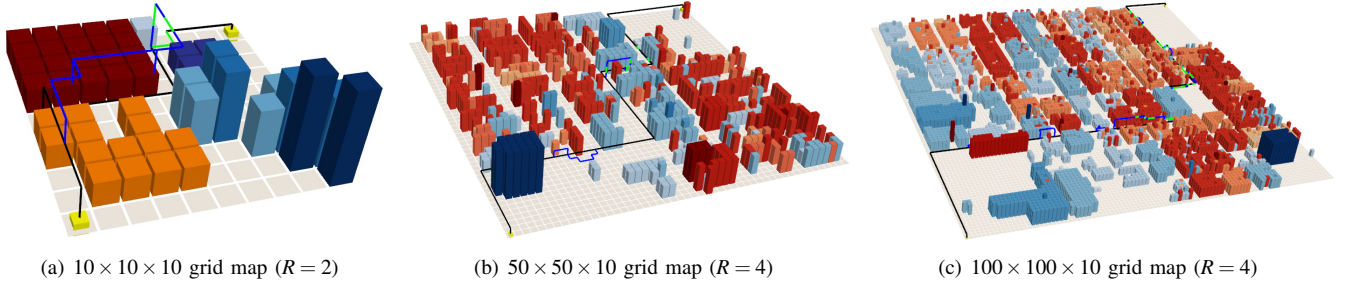 (a) 10 × 10 × 10 grid map (R = 2)
(b) 50 × 50 × 10 grid map (R = 4)
(c) 100 × 100 × 10 grid map (R = 4)